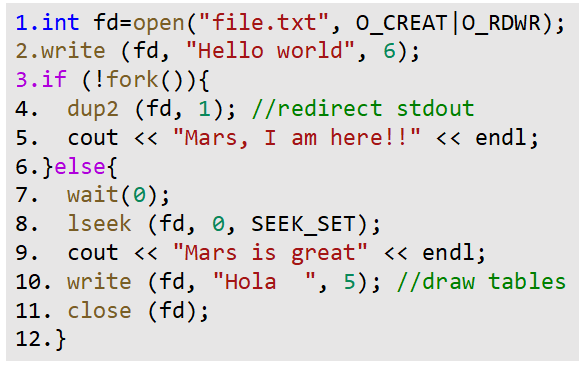 1.int fd=open("file.txt", O_CREAT|O_RDWR);
2.write (fd, "Hello world", 6);
3.if (!fork()){
4.  dup2 (fd, 1); //redirect stdout
5.  cout << "Mars, I am here!!" << endl;
6.}else{
7.  wait(0);
8.  lseek (fd, 0, SEEK_SET);
9.  cout << "Mars is great" << endl;
10. write (fd, "Hola  ", 5); //draw tables
11. close (fd);
12.}